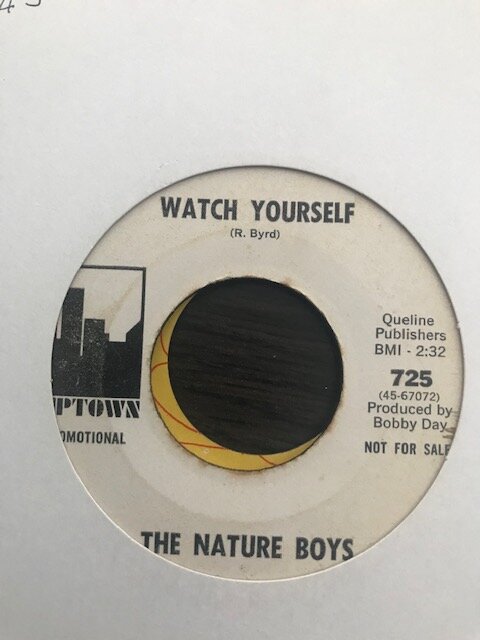 WATCH YOURSELF
(R. Byrd)
Queline
Publishers
BMI - 2:32
725
(45-67072)
Produced by
Bobby Day
NOT FOR SALE
PTOWN
OMOTIONAL
THE NATURE BOYS